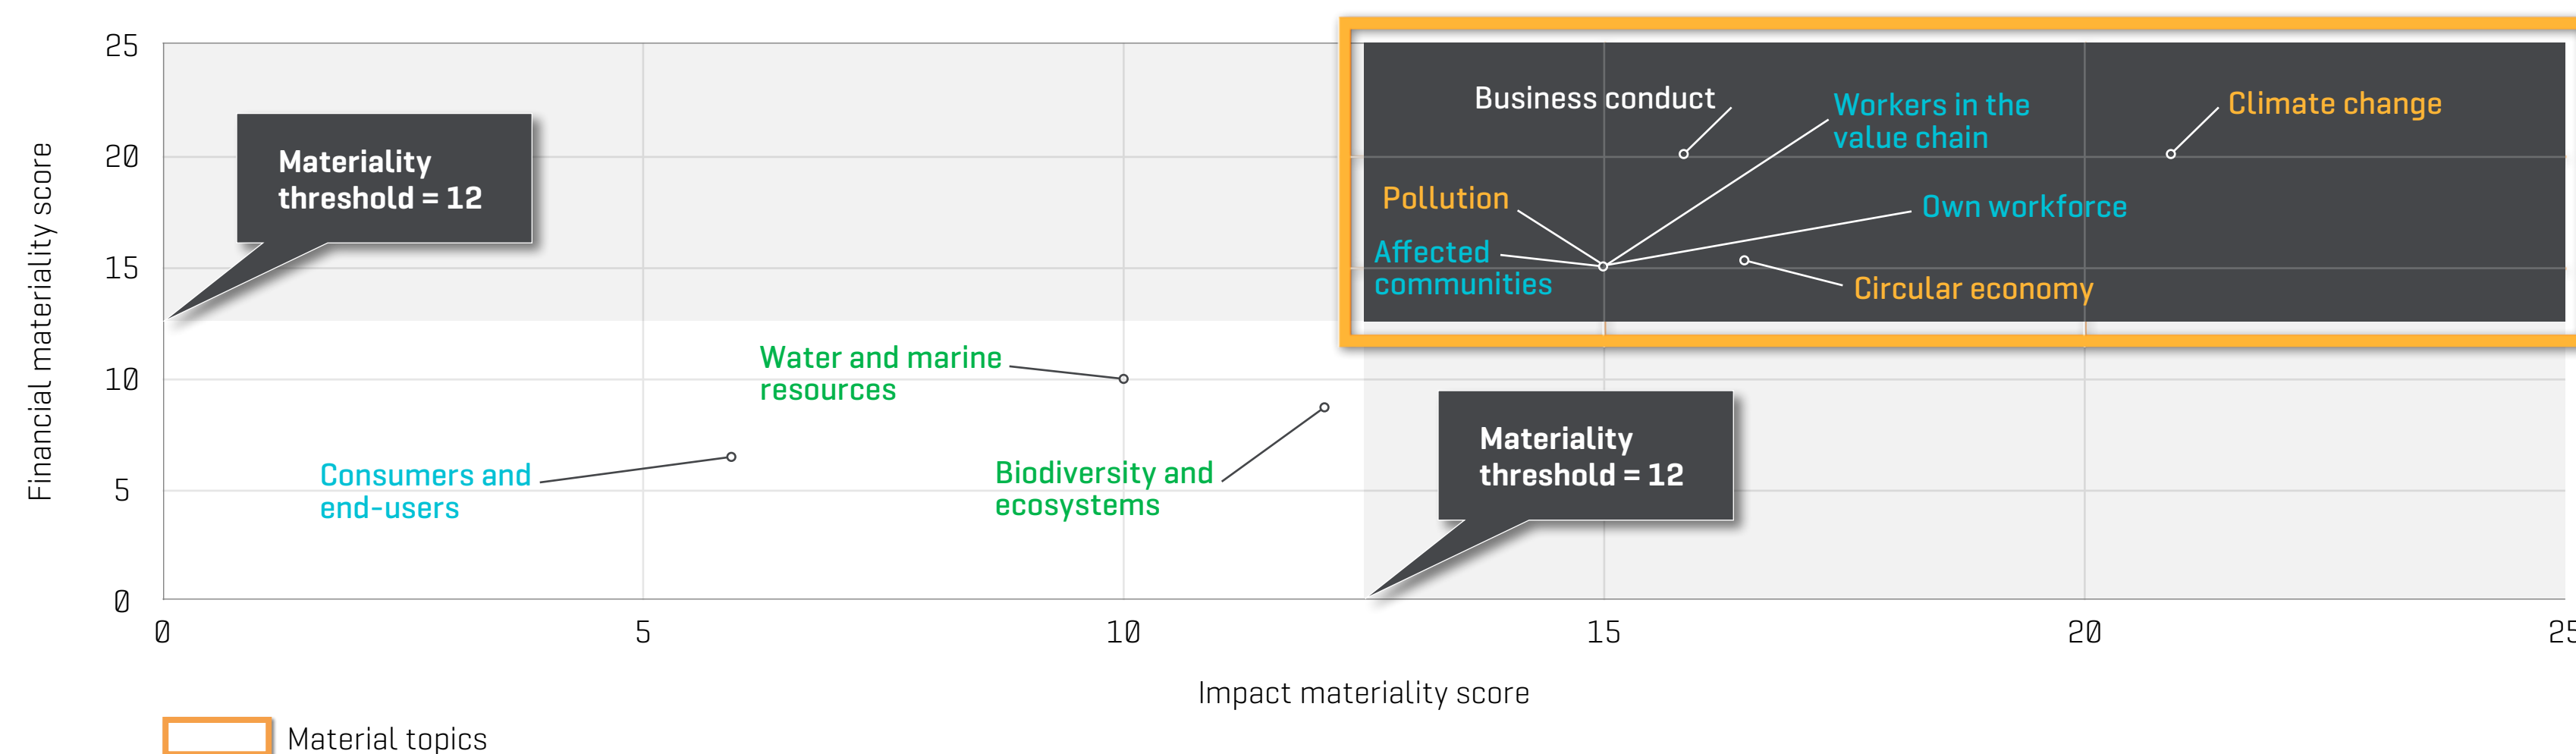 Financial materiality score
25
20
15
10
5
0
Materiality
threshold = 12
Business conduct
Workers in the
value chain
Climate change
Pollution
Own workforce
Affected
communities
Circular economy
Water and marine
resources
Consumers and
end-users
Biodiversity and
ecosystems
Materiality
threshold = 12
0 5 10 15 20 25
Impact materiality score
Material topics